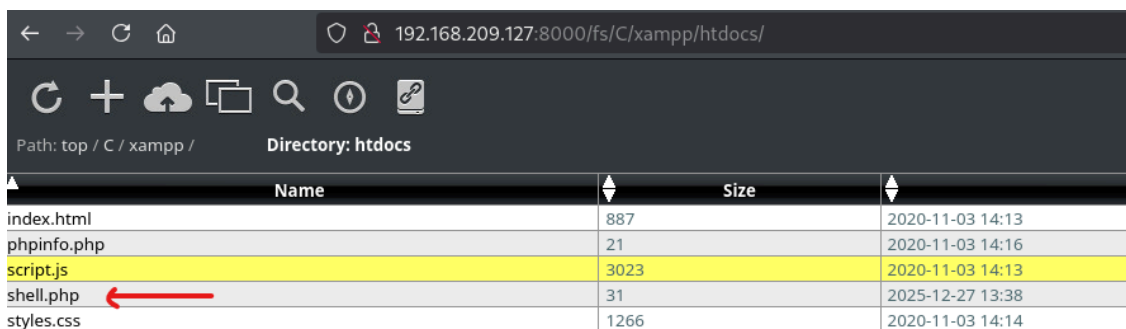 192.168.209.127:8000/fs/C/xampp/htdocs/
Path: top / C / xampp / Directory: htdocs
Name Size
index.html 887 2020-11-03 14:13
phpinfo.php 21 2020-11-03 14:16
script.js 3023 2020-11-03 14:13
shell.php 31 2025-12-27 13:38
styles.css 1266 2020-11-03 14:14